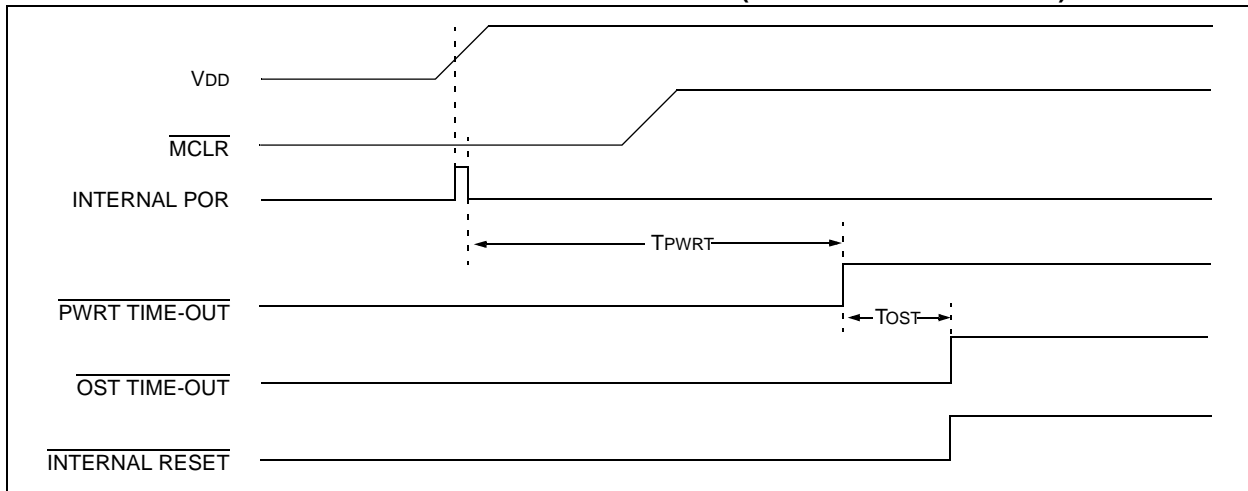 VDD
MCLR
INTERNAL POR
TPWRT
PWRT TIME-OUT
TOST
OST TIME-OUT
INTERNAL RESET